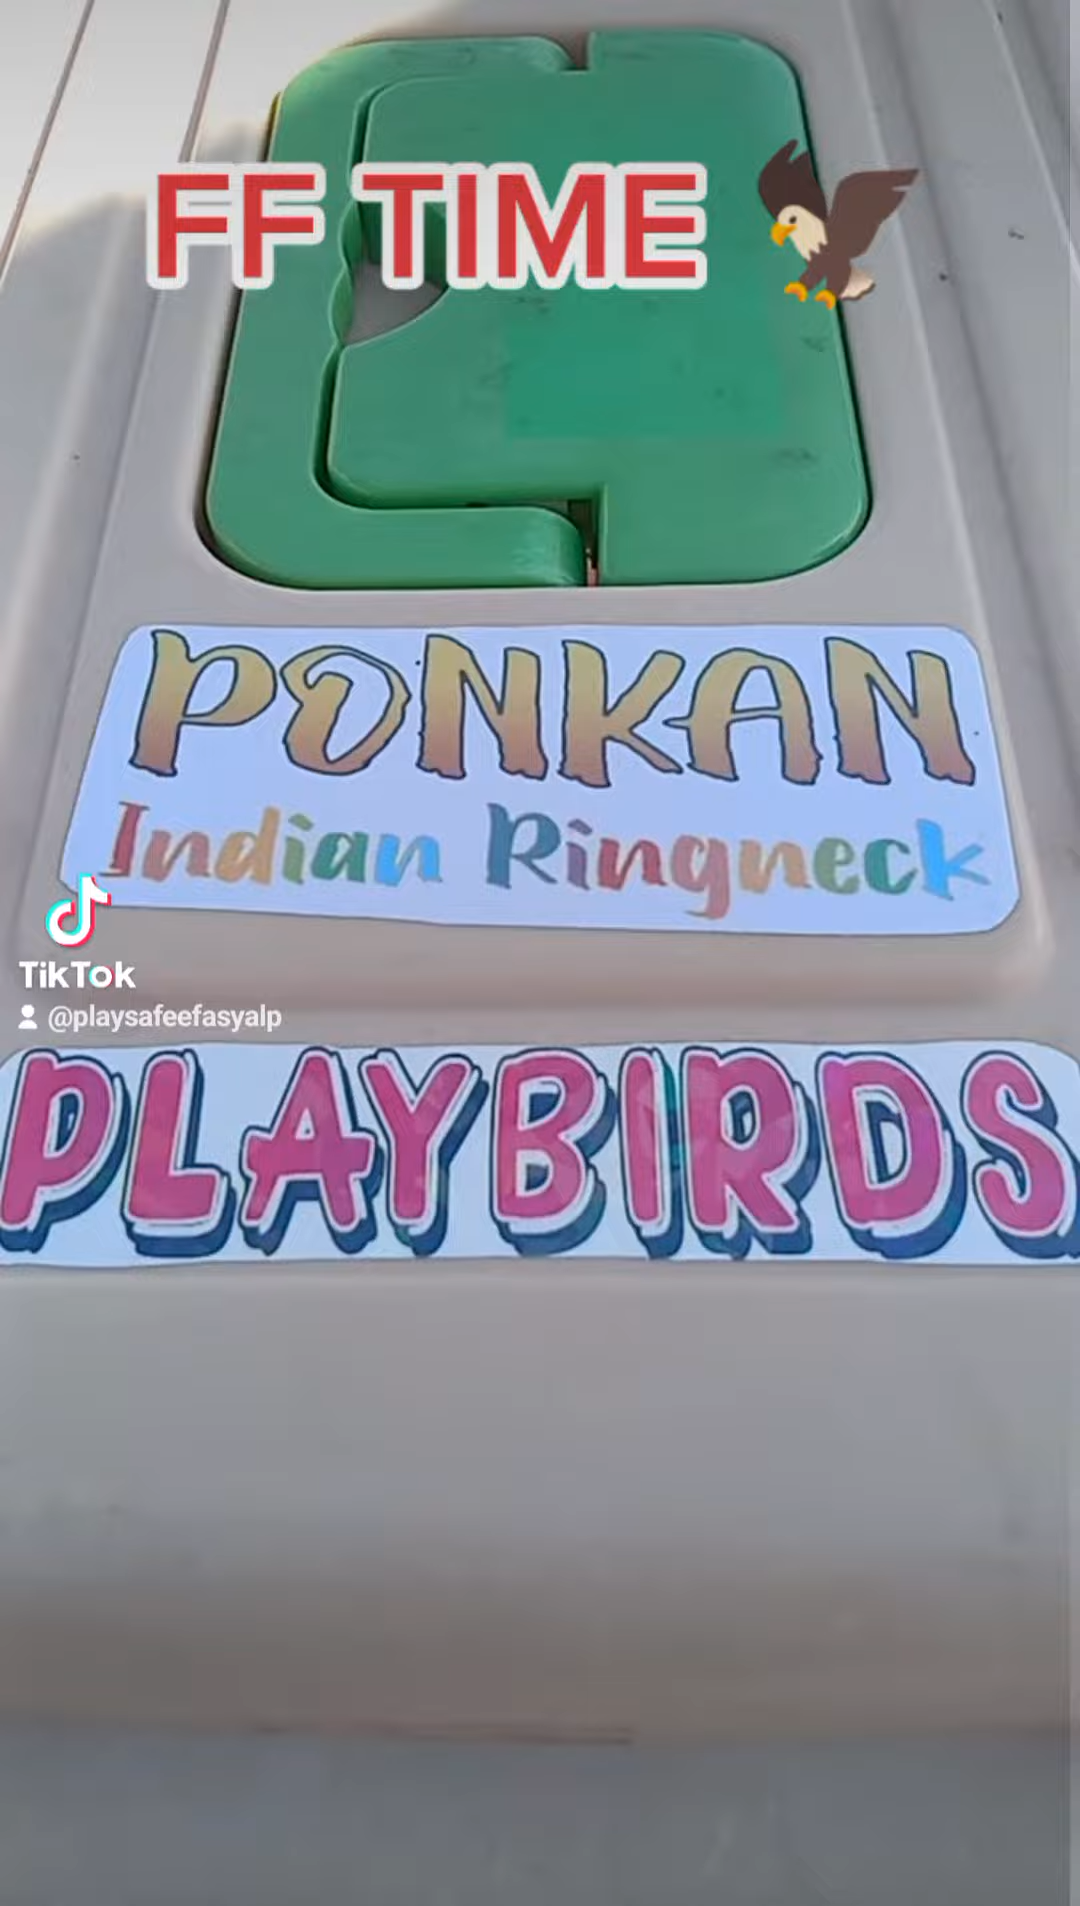 FF TIME
PONKAN
Indian Ringneck
TikTok
@playsafeefasyalp
PLAYBIRDS